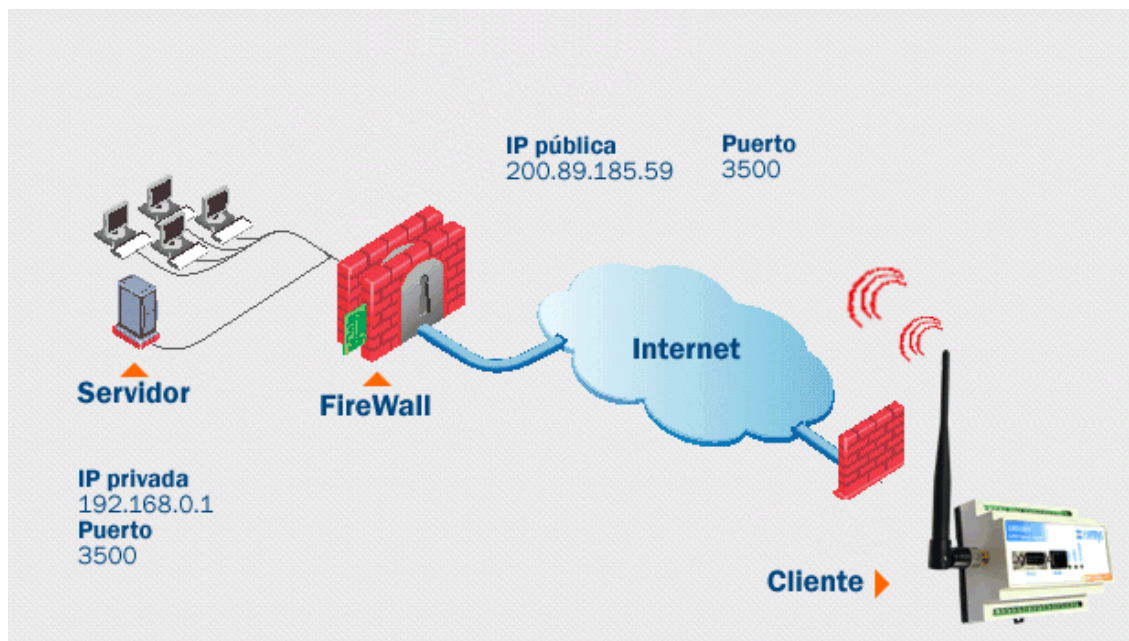 IP pública
200.89.185.59
Puerto
3500
Internet
Servidor
FireWall
IP privada
192.168.0.1
Puerto
3500
Cliente